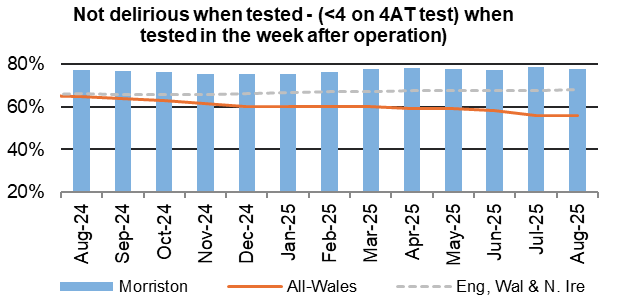 Not delirious when tested - (<4 on 4AT test) when
tested in the week after operation)
80%
60%
40%
20%
Aug-24
Sep-24
Oct-24
Nov-24
Dec-24
Jan-25
Feb-25
Mar-25
Apr-25
May-25
Jun-25
Jul-25
Aug-25
Morriston All-Wales Eng, Wal & N. Ire